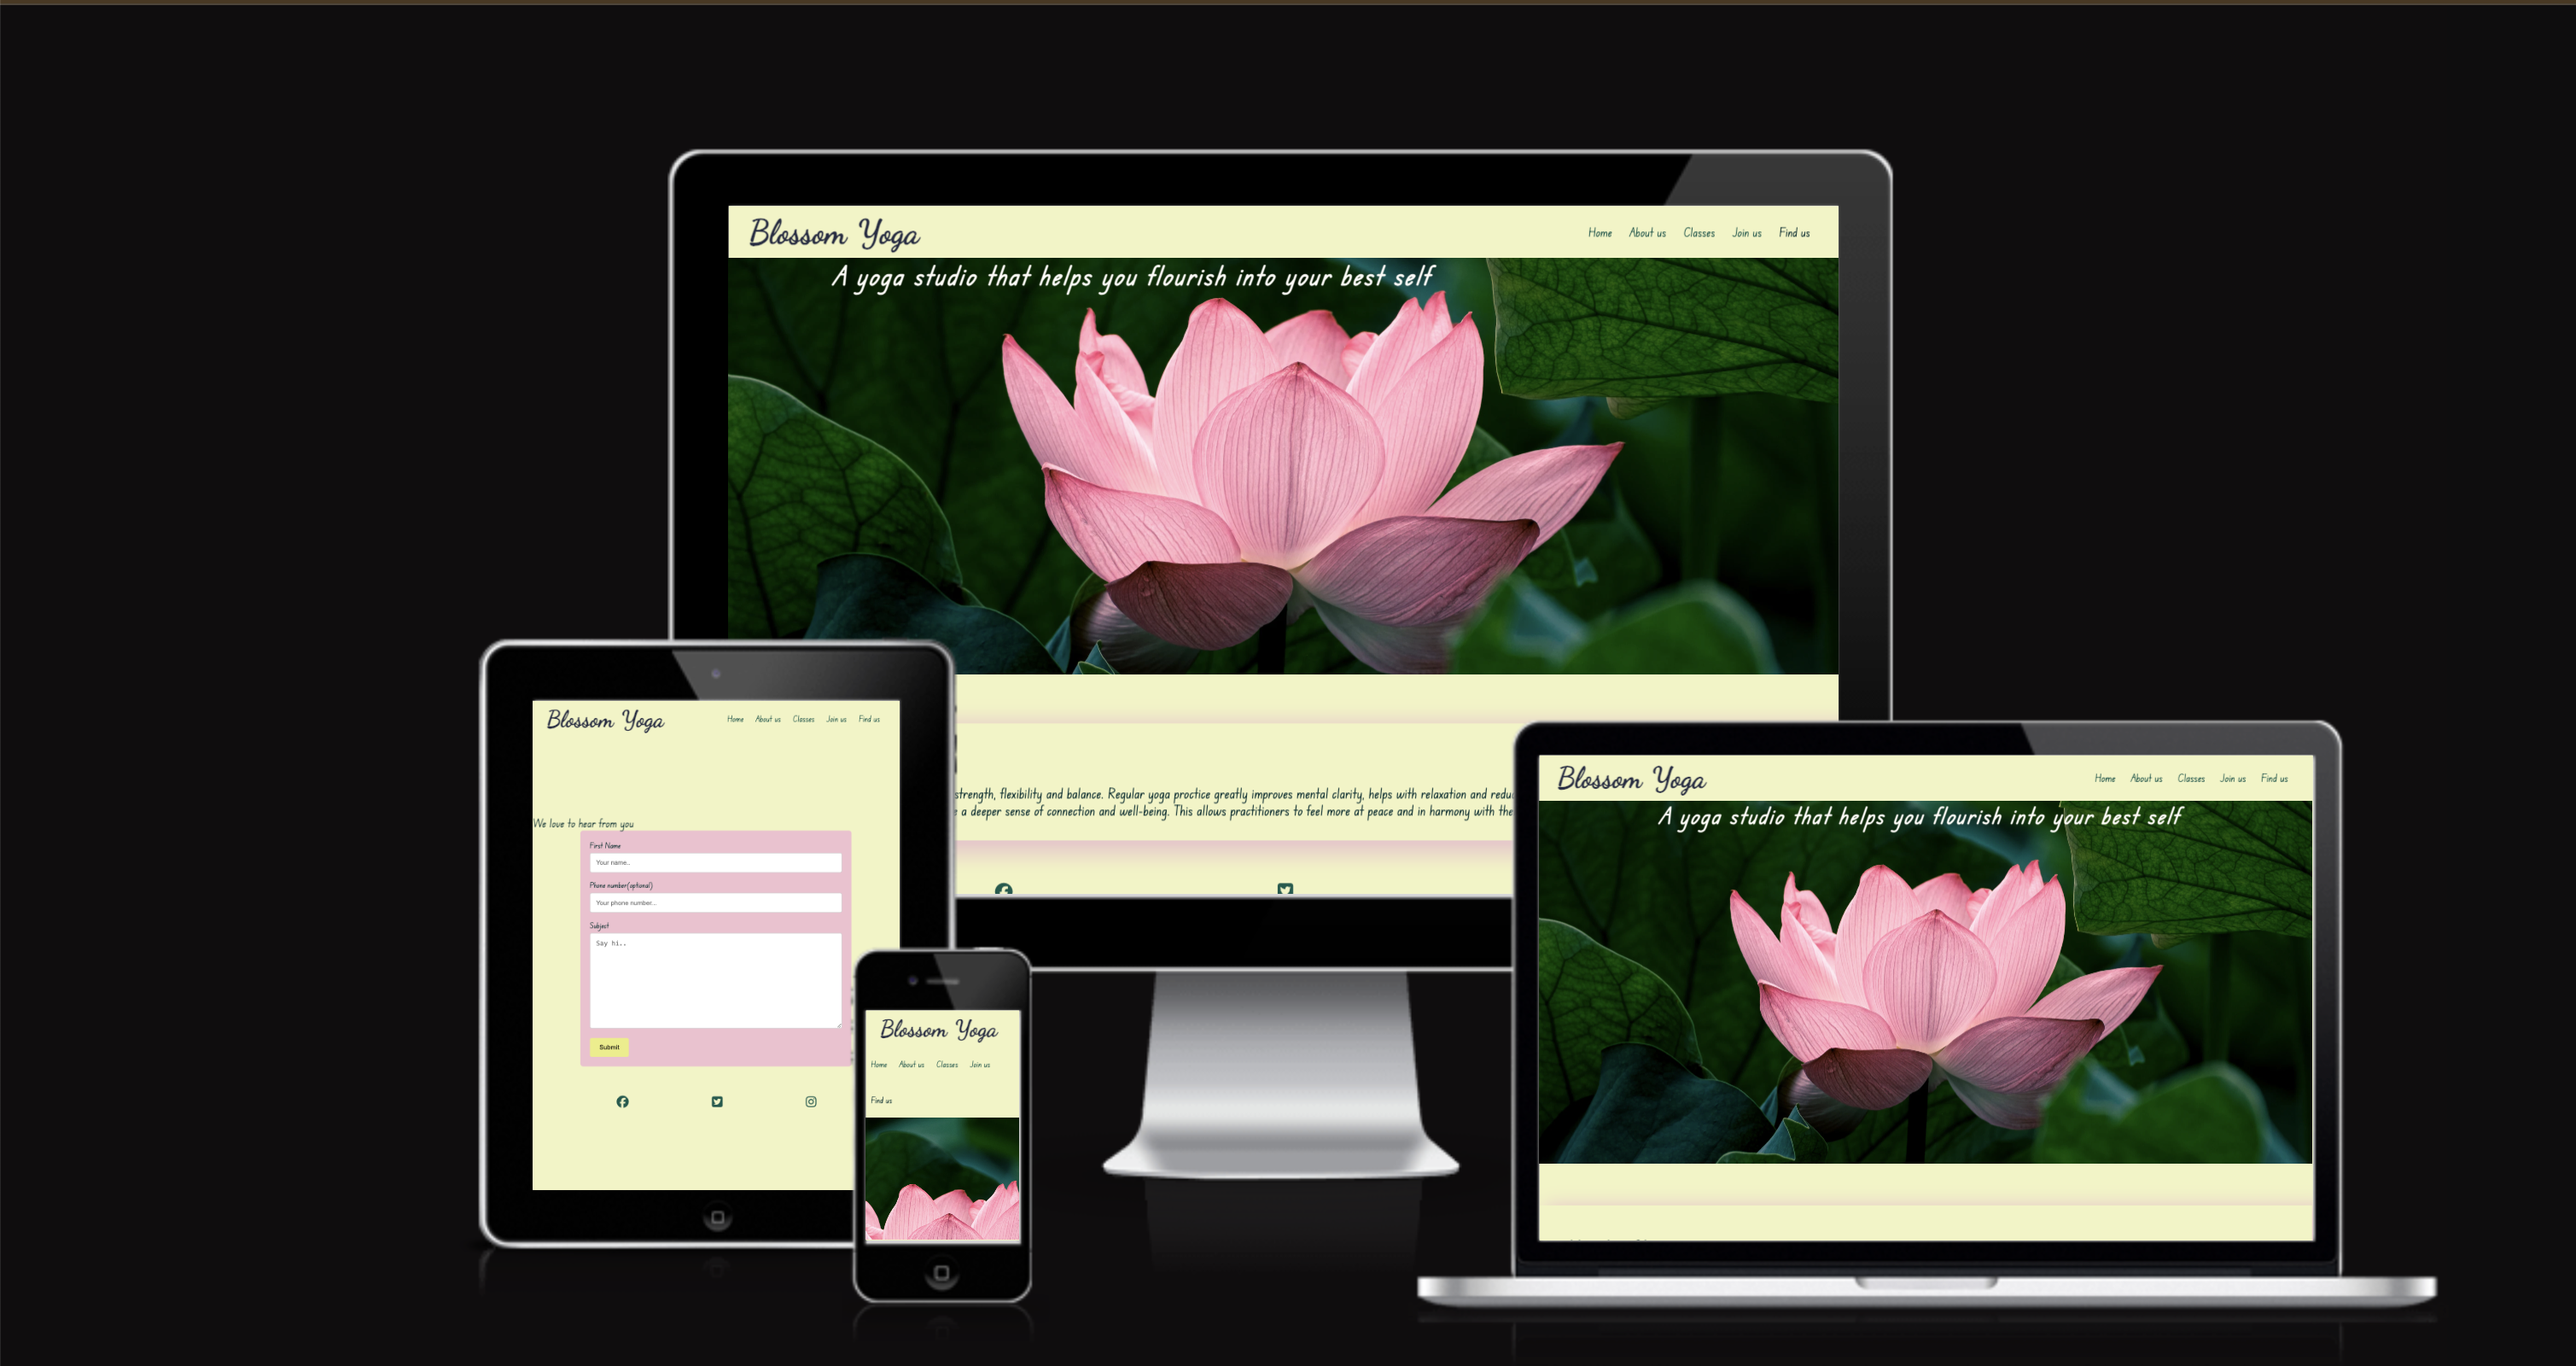 Blossom Yoga
Home About us Classes Join us Find us
A yoga studio that helps you flourish into your best self
strength, flexibility and balance. Regular yoga proctice greatly improves mental clarity, helps with relaxation and
a deeper sense of connection and well-being. This allows practitioners to feel more at peace and in harmony with the
Blossom Yoga
Home About us Classes Join us Find us
We love to hear from you
First Name
Your name..
Phone number(optional)
Your phone number...
Subject
Say hi..
Submit
Blossom Yoga
Home About us Classes Join us
Find us
Blossom Yoga
Home About us Classes Join us Find us
A yoga studio that helps you flourish into your best self